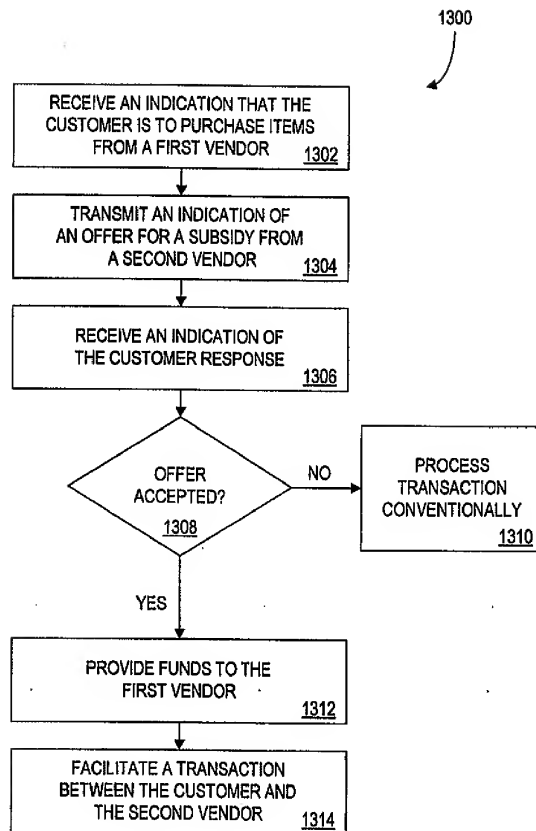 1300
RECEIVE AN INDICATION THAT THE
CUSTOMER IS TO PURCHASE ITEMS
FROM A FIRST VENDOR
1302
TRANSMIT AN INDICATION OF
AN OFFER FOR A SUBSIDY FROM
A SECOND VENDOR
1304
RECEIVE AN INDICATION OF
THE CUSTOMER RESPONSE
1306
OFFER
ACCEPTED?
1308
NO
PROCESS
TRANSACTION
CONVENTIONALLY
1310
YES
PROVIDE FUNDS TO THE
FIRST VENDOR
1312
FACILITATE A TRANSACTION
BETWEEN THE CUSTOMER AND
THE SECOND VENDOR
1314